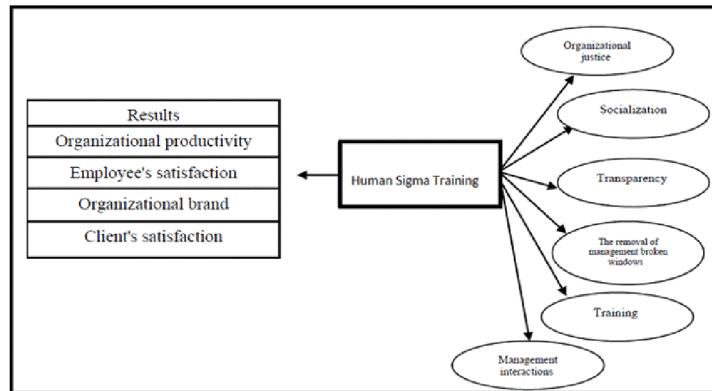 Results
Organizational productivity
Employee's satisfaction
Organizational brand
Client's satisfaction
Human Sigma Training
Organizational
justice
Socialization
Transparency
The removal of
management broken
windows
Training
Management
interactions